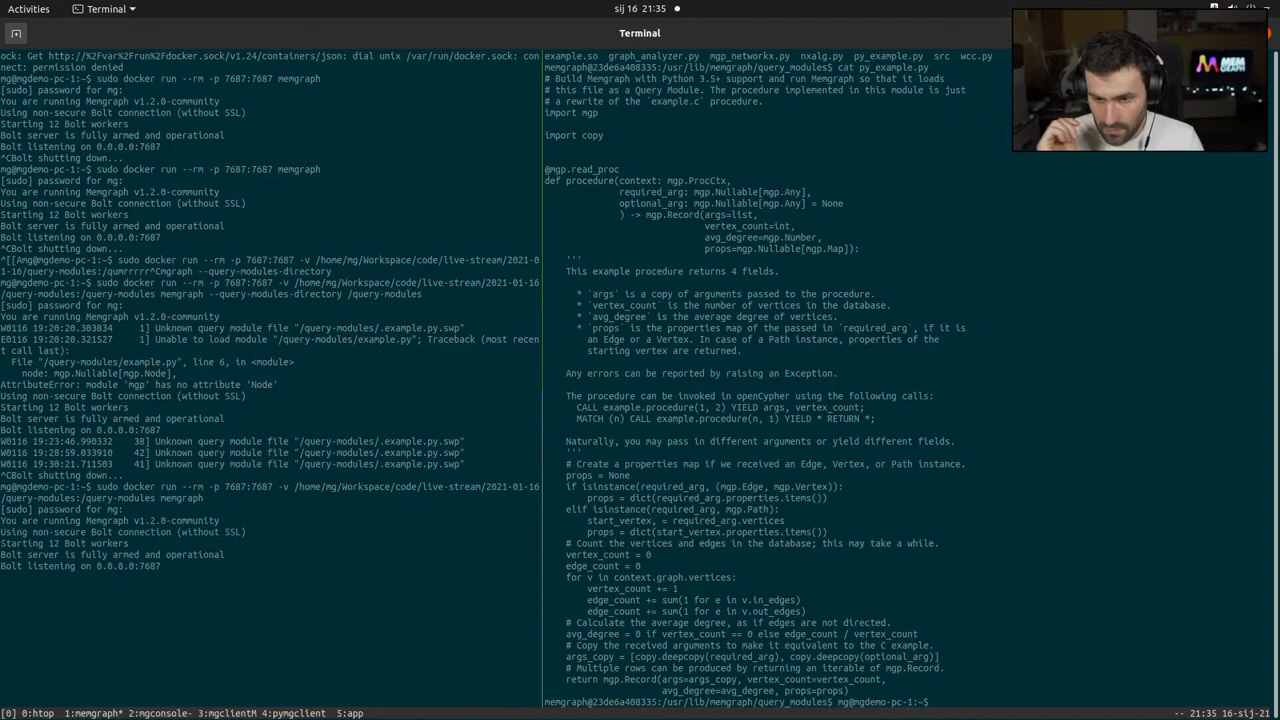 Activities
Terminal
sij 16 21:35
Terminal
ock: Get http://%2Fvar%2Frun%2Fdocker.sock/v1.24/containers/json: dial unix /var/run/docker.sock: con
nect: permission denied
mg@mgdemo-pc-1:~$ sudo docker run --rm -p 7687:7687 memgraph
[sudo] password for mg:
You are running Memgraph v1.2.0-community
Using non-secure Bolt connection (without SSL)
Starting 12 Bolt workers
Bolt server is fully armed and operational
Bolt listening on 0.0.0.0:7687
^CBolt shutting down...
mg@mgdemo-pc-1:~$ sudo docker run --rm -p 7687:7687 memgraph
[sudo] password for mg:
You are running Memgraph v1.2.0-community
Using non-secure Bolt connection (without SSL)
Starting 12 Bolt workers
Bolt server is fully armed and operational
Bolt listening on 0.0.0.0:7687
^CBolt shutting down...
^[[Amg@mgdemo-pc-1:~$ sudo docker run --rm -p 7687:7687 -v /home/mg/Workspace/code/live-stream/2021-0
1-16/query-modules:/qumrrrrr^Cmgraph --query-modules-directory
mg@mgdemo-pc-1:~$ sudo docker run --rm -p 7687:7687 -v /home/mg/Workspace/code/live-stream/2021-01-16
/query-modules:/query-modules memgraph --query-modules-directory /query-modules
[sudo] password for mg:
You are running Memgraph v1.2.0-community
W0116 19:20:20.303834     1] Unknown query module file "/query-modules/.example.py.swp"
E0116 19:20:20.321527     1] Unable to load module "/query-modules/example.py"; Traceback (most recen
t call last):
  File "/query-modules/example.py", line 6, in <module>
    node: mgp.Nullable[mgp.Node],
AttributeError: module 'mgp' has no attribute 'Node'
Using non-secure Bolt connection (without SSL)
Starting 12 Bolt workers
Bolt server is fully armed and operational
Bolt listening on 0.0.0.0:7687
W0116 19:23:46.990332    38] Unknown query module file "/query-modules/.example.py.swp"
W0116 19:28:59.033910    42] Unknown query module file "/query-modules/.example.py.swp"
W0116 19:30:21.711503    41] Unknown query module file "/query-modules/.example.py.swp"
^CBolt shutting down...
mg@mgdemo-pc-1:~$ sudo docker run --rm -p 7687:7687 -v /home/mg/Workspace/code/live-stream/2021-01-16
/query-modules:/query-modules memgraph
[sudo] password for mg:
You are running Memgraph v1.2.0-community
Using non-secure Bolt connection (without SSL)
Starting 12 Bolt workers
Bolt server is fully armed and operational
Bolt listening on 0.0.0.0:7687
example.so  graph_analyzer.py  mgp_networkx.py  nxalg.py  py_example.py  src  wcc.py
memgraph@23de6a408335:/usr/lib/memgraph/query_modules$ cat py_example.py
# Build Memgraph with Python 3.5+ support and run Memgraph so that it loads
# this file as a Query Module. The procedure implemented in this module is just
# a rewrite of the `example.c` procedure.
import mgp
import copy
@mgp.read_proc
def procedure(context: mgp.ProcCtx,
              required_arg: mgp.Nullable[mgp.Any],
              optional_arg: mgp.Nullable[mgp.Any] = None
              ) -> mgp.Record(args=list,
                              vertex_count=int,
                              avg_degree=mgp.Number,
                              props=mgp.Nullable[mgp.Map]):
    '''
    This example procedure returns 4 fields.
      * `args` is a copy of arguments passed to the procedure.
      * `vertex_count` is the number of vertices in the database.
      * `avg_degree` is the average degree of vertices.
      * `props` is the properties map of the passed in `required_arg`, if it is
        an Edge or a Vertex. In case of a Path instance, properties of the
        starting vertex are returned.
    Any errors can be reported by raising an Exception.
    The procedure can be invoked in openCypher using the following calls:
      CALL example.procedure(1, 2) YIELD args, vertex_count;
      MATCH (n) CALL example.procedure(n, 1) YIELD * RETURN *;
    Naturally, you may pass in different arguments or yield different fields.
    '''
    # Create a properties map if we received an Edge, Vertex, or Path instance.
    props = None
    if isinstance(required_arg, (mgp.Edge, mgp.Vertex)):
        props = dict(required_arg.properties.items())
    elif isinstance(required_arg, mgp.Path):
        start_vertex, = required_arg.vertices
        props = dict(start_vertex.properties.items())
    # Count the vertices and edges in the database; this may take a while.
    vertex_count = 0
    edge_count = 0
    for v in context.graph.vertices:
        vertex_count += 1
        edge_count += sum(1 for e in v.in_edges)
        edge_count += sum(1 for e in v.out_edges)
    # Calculate the average degree, as if edges are not directed.
    avg_degree = 0 if vertex_count == 0 else edge_count / vertex_count
    # Copy the received arguments to make it equivalent to the C example.
    args_copy = [copy.deepcopy(required_arg), copy.deepcopy(optional_arg)]
    # Multiple rows can be produced by returning an iterable of mgp.Record.
    return mgp.Record(args=args_copy, vertex_count=vertex_count,
                      avg_degree=avg_degree, props=props)
memgraph@23de6a408335:/usr/lib/memgraph/query_modules$ mg@mgdemo-pc-1:~$
[0] 0:htop  1:memgraph* 2:mgconsole- 3:mgclientM 4:pymgclient  5:app
-- 21:35 16-sij-21